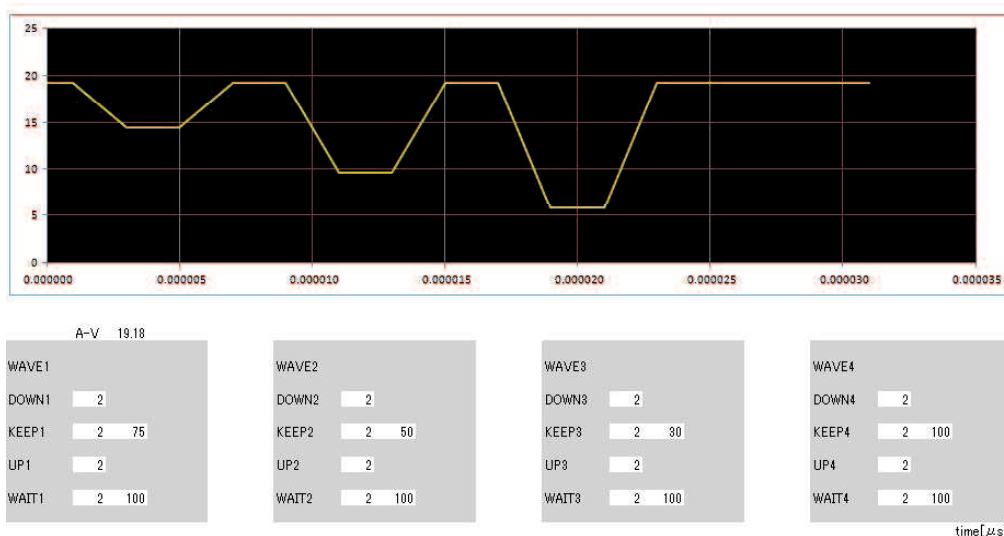 25
20
15
10
5
0
0.000000 0.000005 0.000010 0.000015 0.000020 0.000025 0.000030 0.000035
A-V 19.18
WAVE1 WAVE2 WAVE3 WAVE4
DOWN1 2 DOWN2 2 DOWN3 2 DOWN4 2
KEEP1 2 75 KEEP2 2 50 KEEP3 2 30 KEEP4 2 100
UP1 2 UP2 2 UP3 2 UP4 2
WAIT1 2 100 WAIT2 2 100 WAIT3 2 100 WAIT4 2 100
time[μs